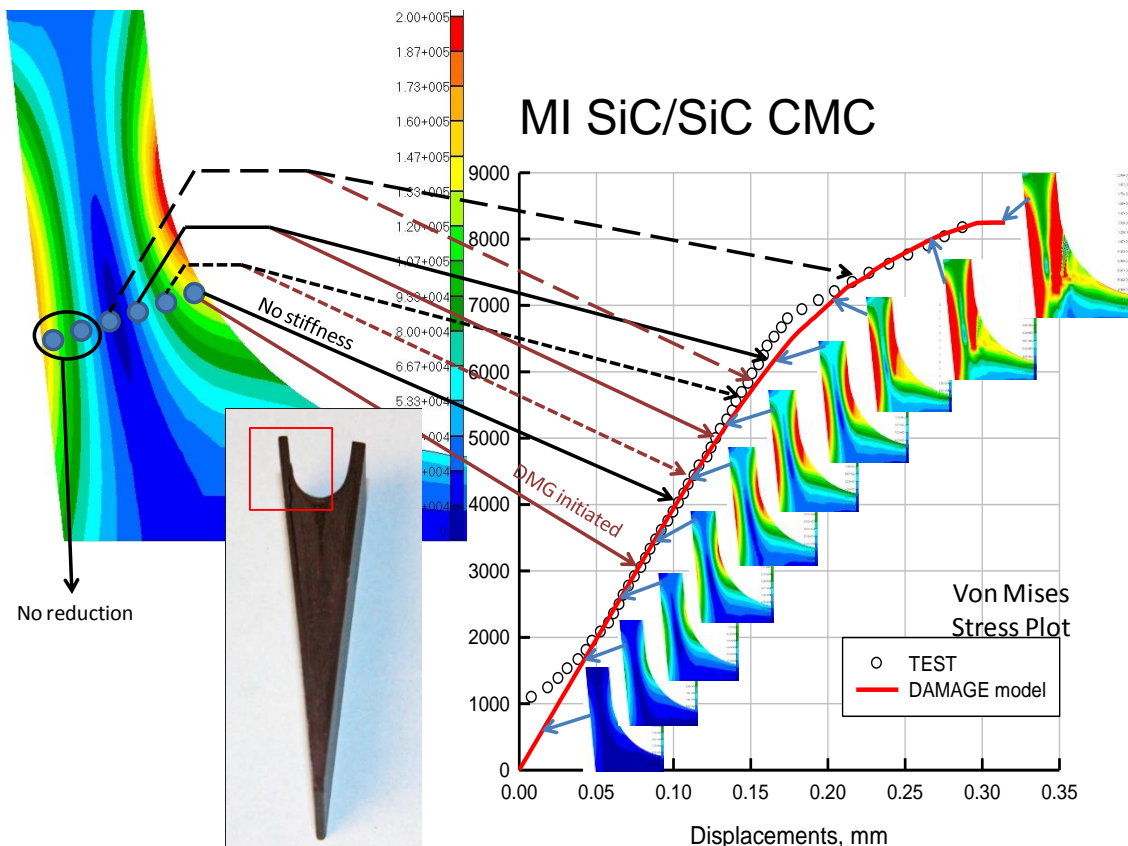 MI SiC/SiC CMC
2.00+005
1.87+005
1.73+005
1.60+005
1.47+005
1.20+005
1.07+005
8.00+004
6.67+004
5.33+004
No stiffness
DMG initiated
No reduction
9000
8000
7000
6000
5000
4000
3000
2000
1000
0
0.00 0.05 0.10 0.15 0.20 0.25 0.30 0.35
Displacements, mm
Von Mises
Stress Plot
TEST
DAMAGE model